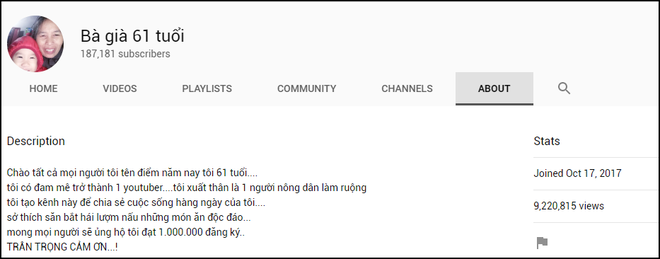 Bà già 61 tuổi
187,181 subscribers
HOME VIDEOS PLAYLISTS COMMUNITY CHANNELS ABOUT
Description
Chào tất cả mọi người tôi tên điểm năm nay tôi 61 tuổi....
tôi có đam mê trở thành 1 youtuber....tôi xuất thân là 1 người nông dân làm ruộng
tôi tạo kênh này để chia sẻ cuộc sống hàng ngày của tôi....
sở thích săn bắt hái lượm nấu những món ăn độc đáo...
mong mọi người sẽ ủng hộ tôi đạt 1.000.000 đăng ký..
TRÂN TRỌNG CẢM ƠN...!
Stats
Joined Oct 17, 2017
9,220,815 views